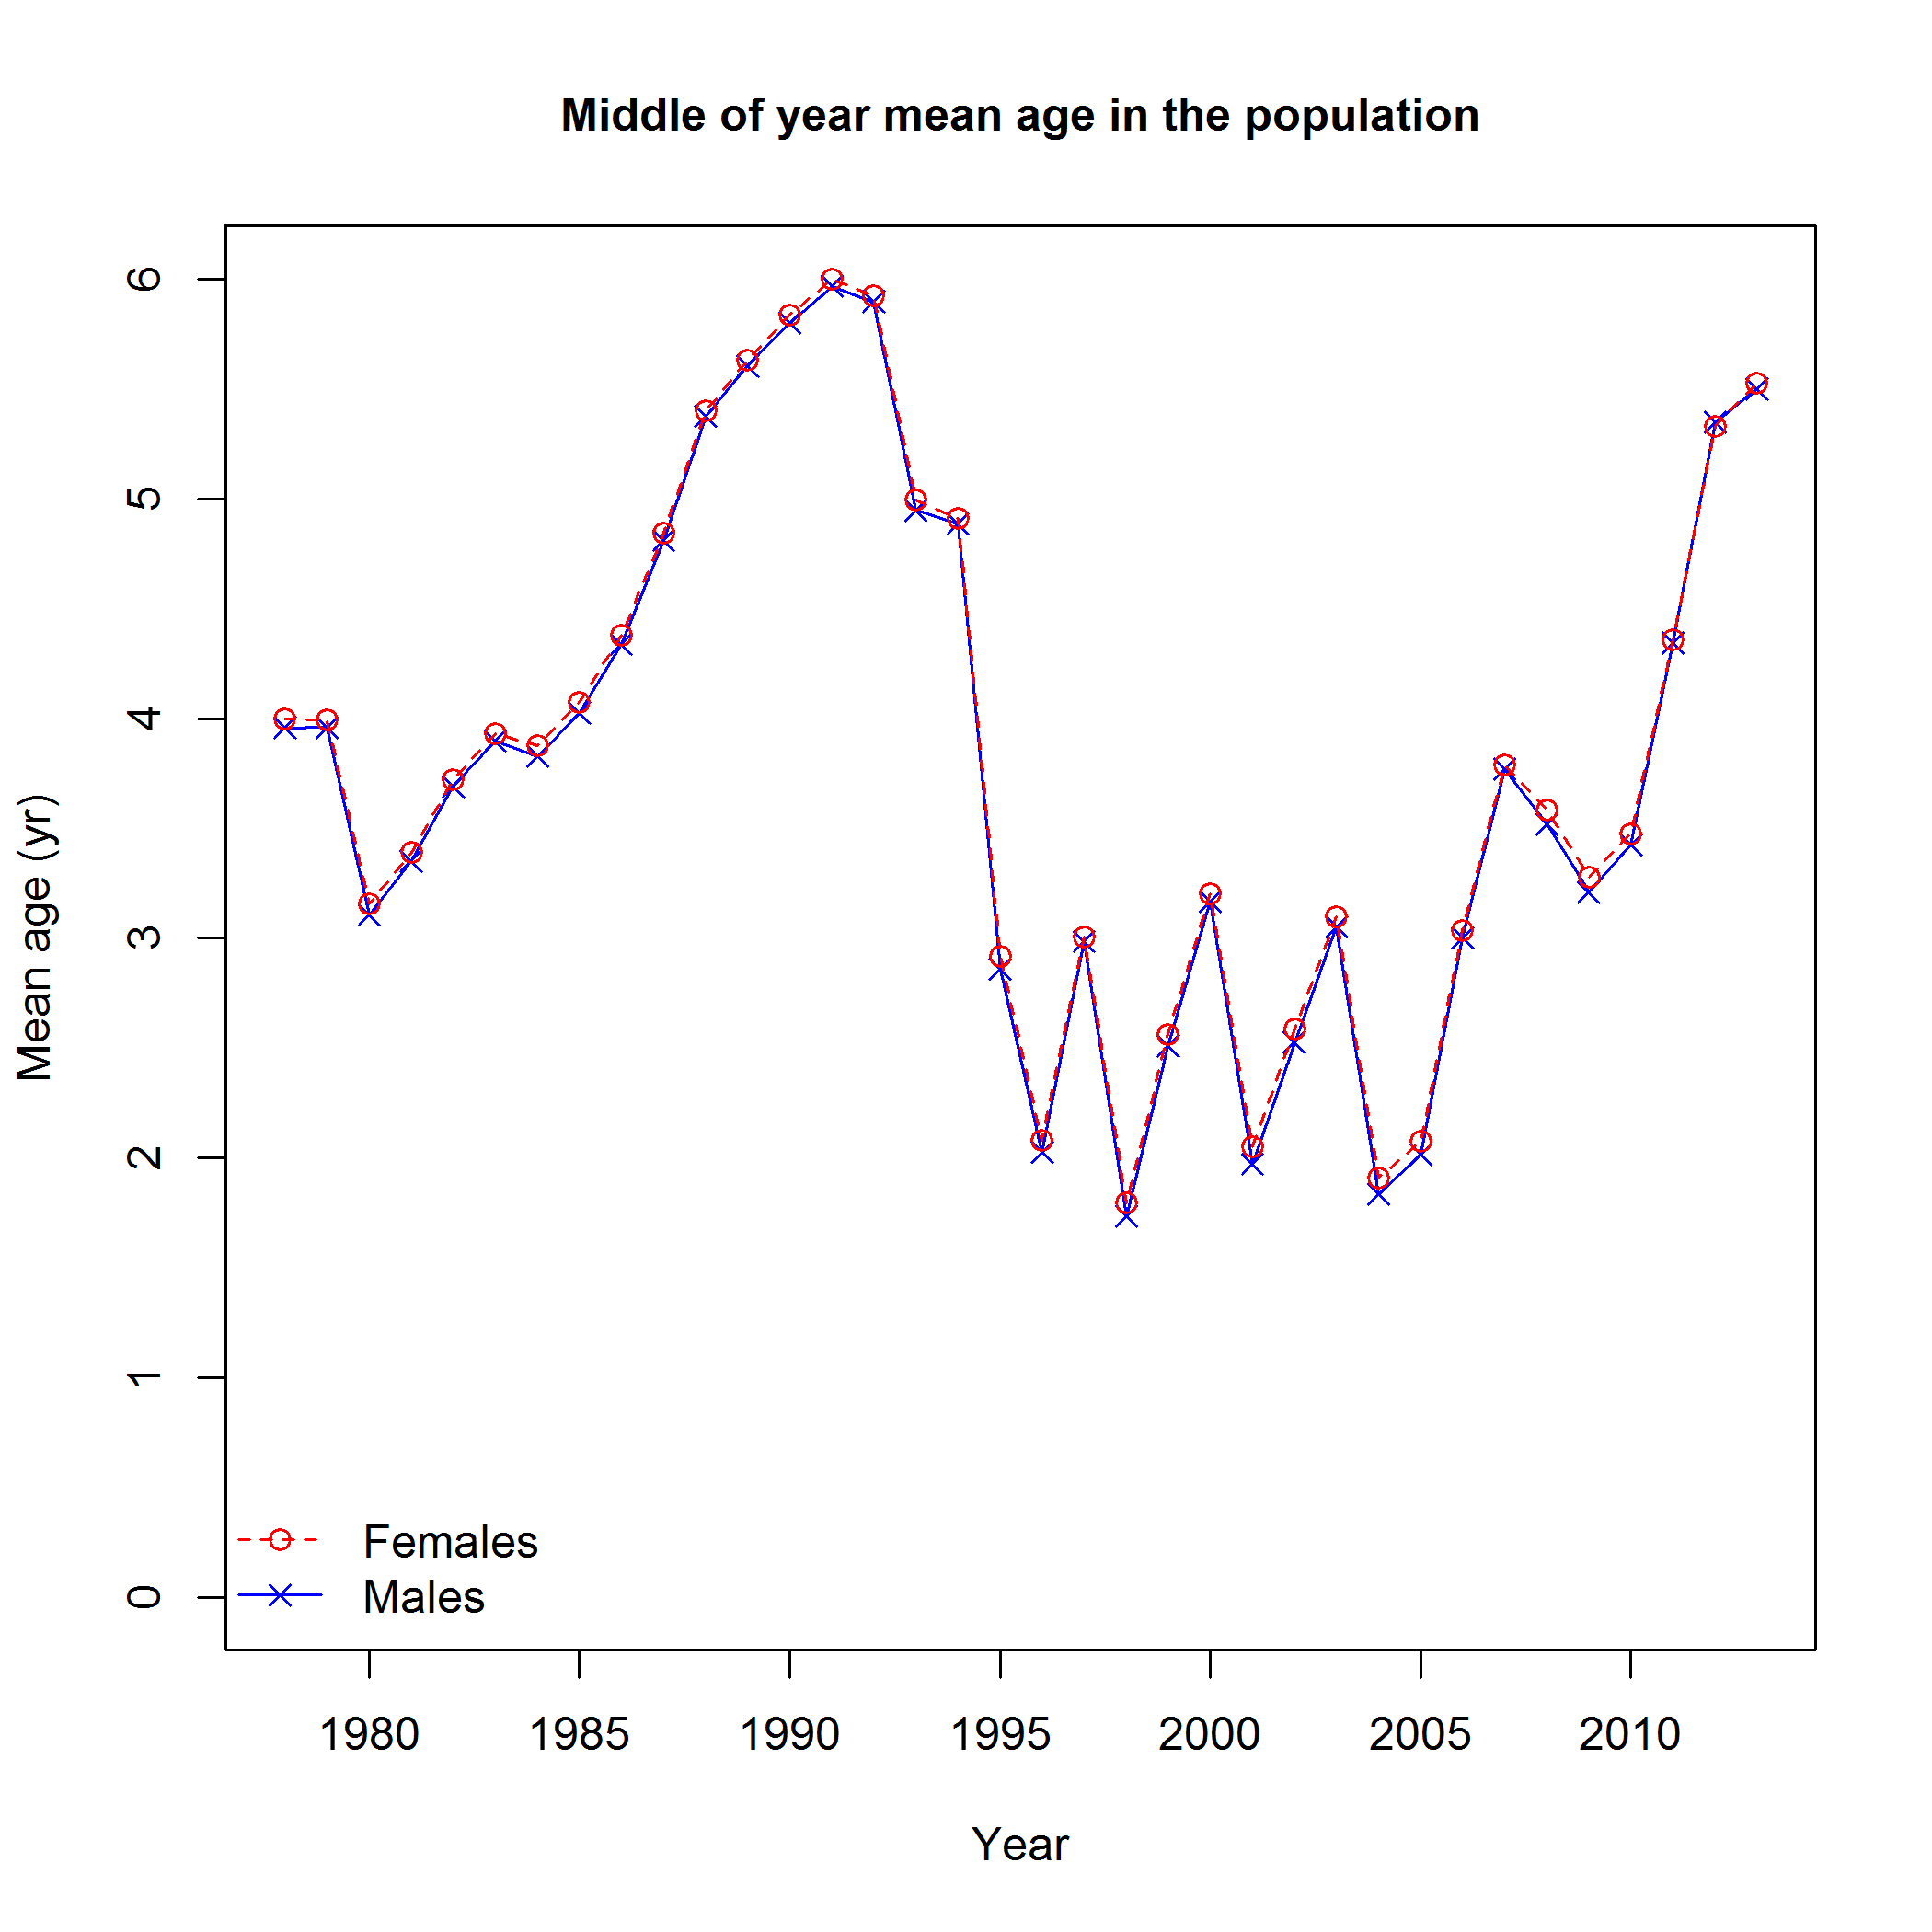 Middle of year mean age in the population
Mean age (yr)
6
5
4
3
2
1
0
Females
Males
1980 1985 1990 1995 2000 2005 2010
Year